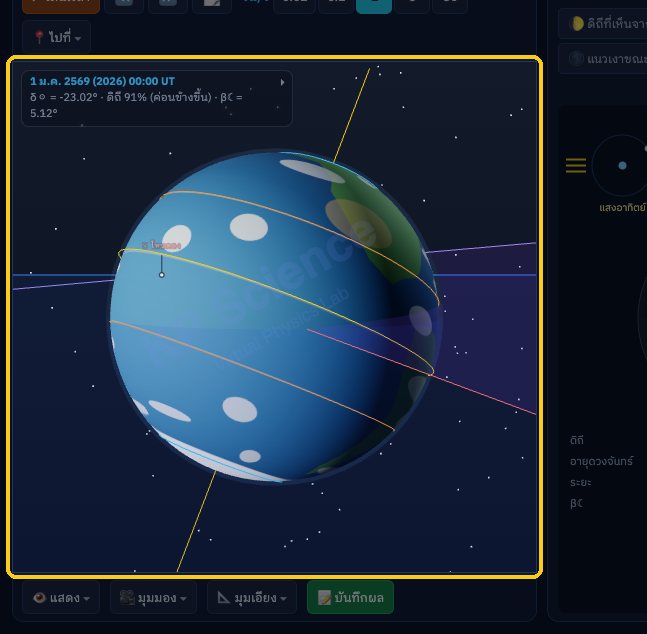 ไปที่
ดิถีที่เห็นจา
แนวเงาขณะ
1 ม.ค. 2569 (2026) 00:00 UT
= -23.02° · ดิถี 91% (ค่อนข้างขึ้น) · β☾ =
5.12°
แสงอาทิตย์
Science
Virtual Physics Lab
ดิถี
อายุดวงจันทร์
ระยะ
β☾
แสดง
มุมมอง
มุมเอียง
บันทึกผล